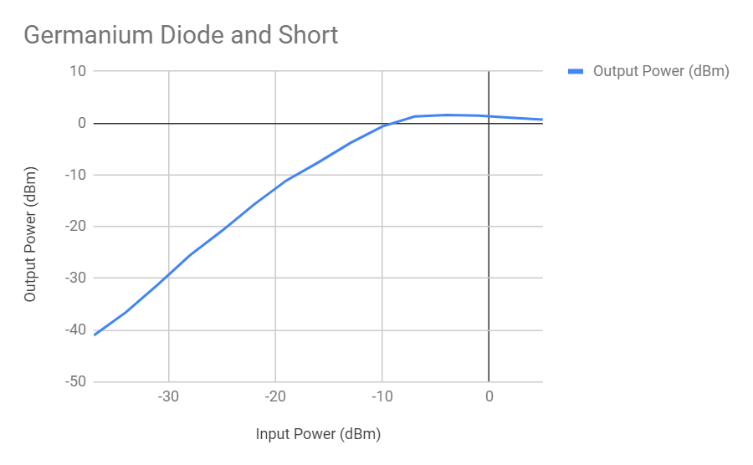 Germanium Diode and Short
Output Power (dBm)
10
0
-10
-20
-30
-40
-50
Output Power (dBm)
-30
-20
-10
0
Input Power (dBm)